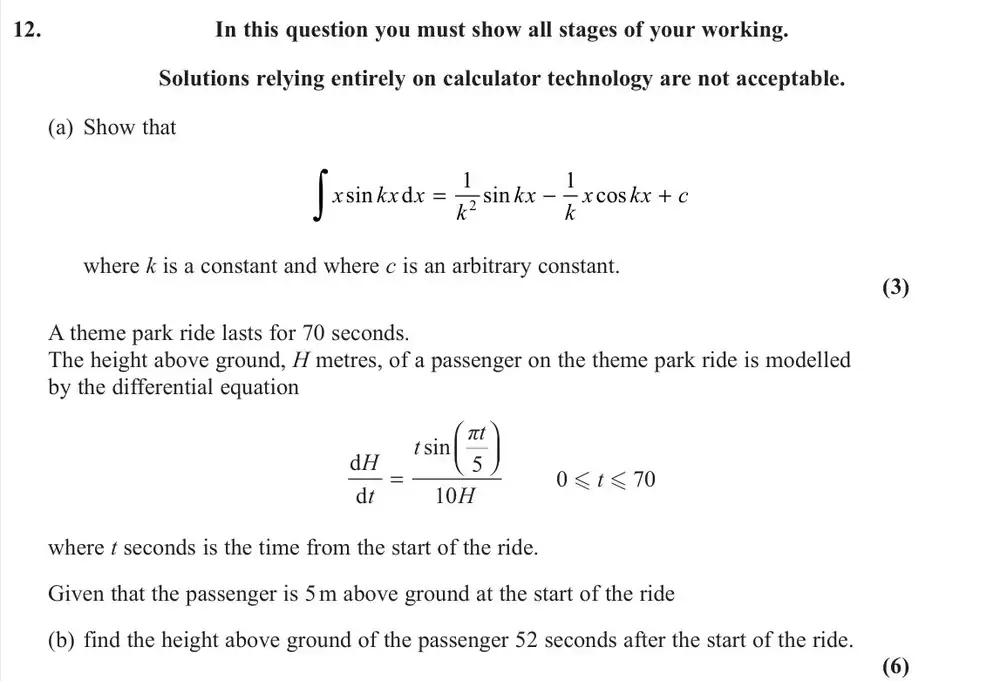 12. In this question you must show all stages of your working.
Solutions relying entirely on calculator technology are not acceptable.
(a) Show that
∫ x sin kx dx = 1/k² sin kx − 1/k x cos kx + c
where k is a constant and where c is an arbitrary constant.
(3)
A theme park ride lasts for 70 seconds.
The height above ground, H metres, of a passenger on the theme park ride is modelled
by the differential equation
dH/dt = t sin(πt/5)/10H 0 ⩽ t ⩽ 70
where t seconds is the time from the start of the ride.
Given that the passenger is 5 m above ground at the start of the ride
(b) find the height above ground of the passenger 52 seconds after the start of the ride.
(6)